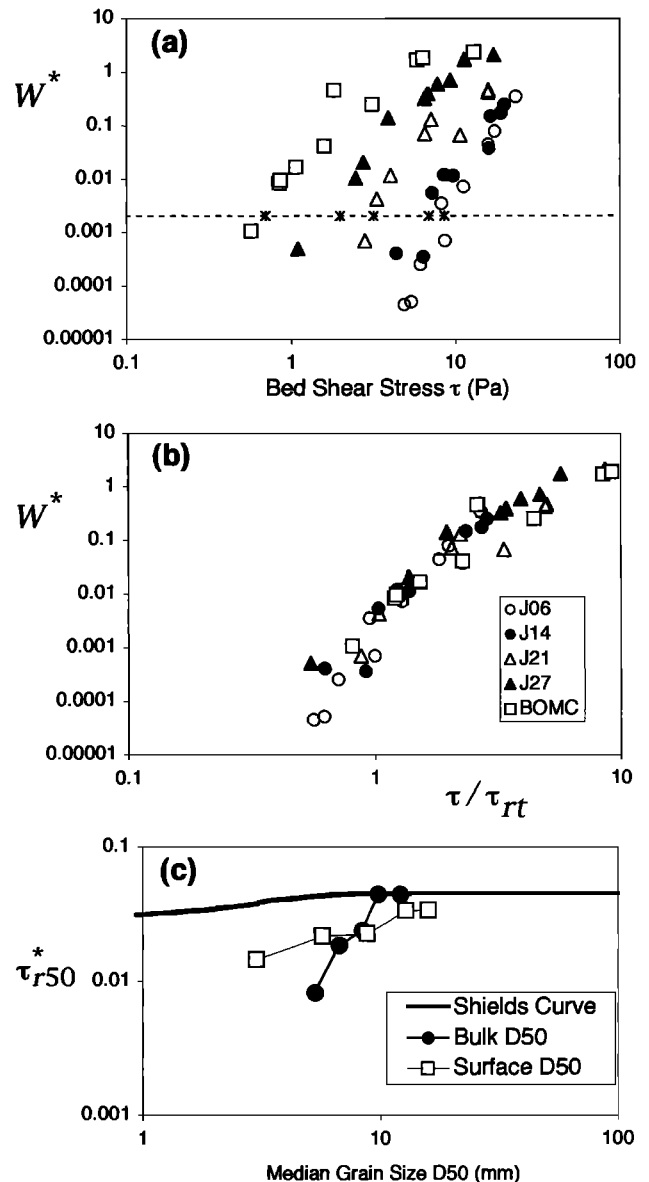 (a)
W*
10
1
0.1
0.01
0.001
0.0001
0.00001
0.1
1
10
100
Bed Shear Stress τ (Pa)
(b)
W*
10
1
0.1
0.01
0.001
0.0001
0.00001
J06
J14
J21
J27
BOMC
0.1
1
10
τ/τrt
(c)
τ*r50
0.1
0.01
0.001
Shields Curve
Bulk D50
Surface D50
1
10
100
Median Grain Size D50 (mm)